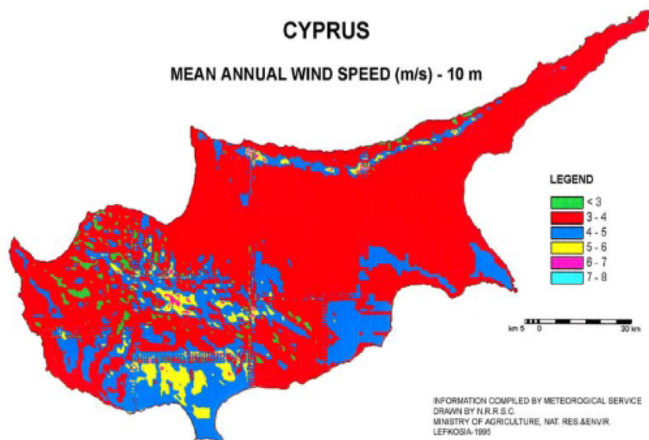 CYPRUS
MEAN ANNUAL WIND SPEED (m/s) - 10 m
LEGEND
< 3
3 - 4
4 - 5
5 - 6
6 - 7
7 - 8
km 5 0 30 km
INFORMATION COMPILED BY METEOROGICAL SERVICE
DRAWN BY N.R.R.S.C.
MINISTRY OF AGRICULTURE, NAT. RES.&ENVIR.
LEFKOSIA-1995